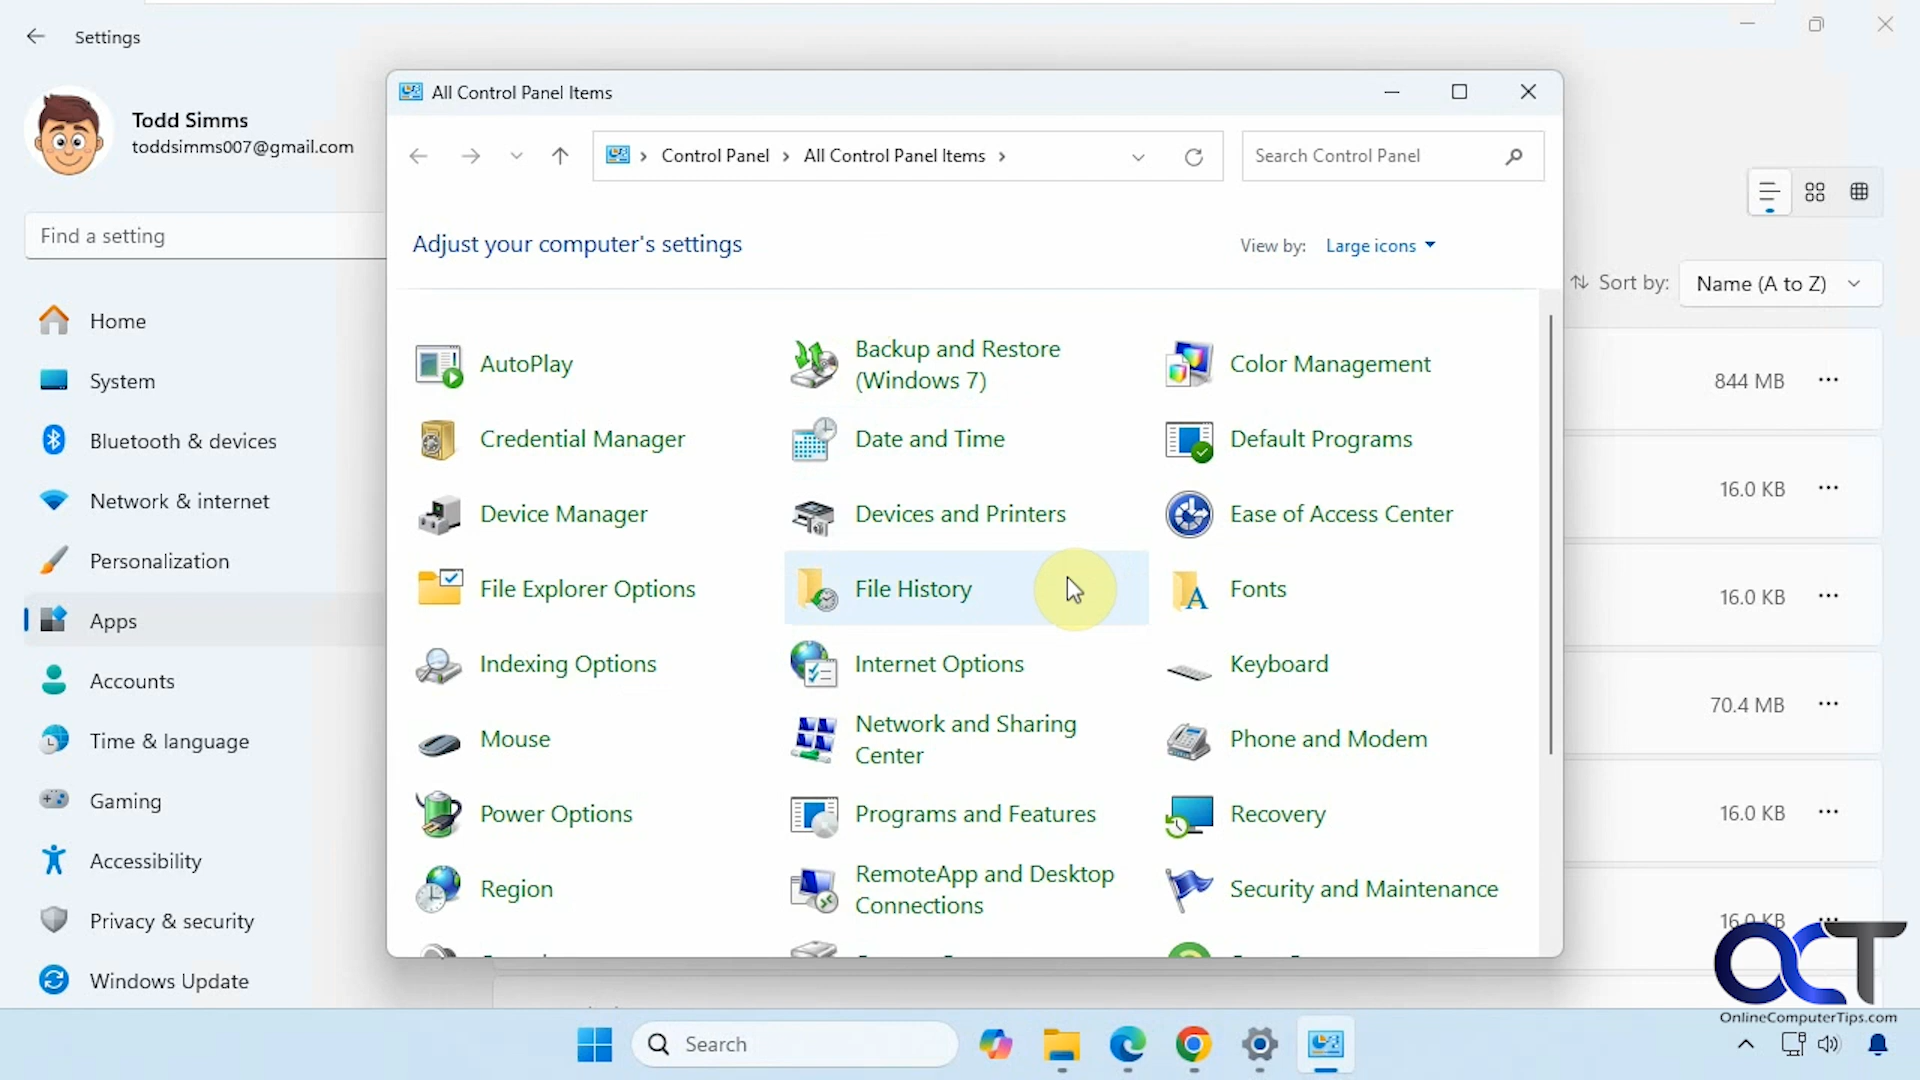 Settings
Todd Simms
toddsimms007@gmail.com
Find a setting
Home
System
Bluetooth & devices
Network & internet
Personalization
Apps
Accounts
Time & language
Gaming
Accessibility
Privacy & security
Windows Update
All Control Panel Items
Control Panel > All Control Panel Items >
Search Control Panel
Adjust your computer's settings
View by: Large icons
AutoPlay
Backup and Restore
(Windows 7)
Color Management
Credential Manager
Date and Time
Default Programs
Device Manager
Devices and Printers
Ease of Access Center
File Explorer Options
File History
Fonts
Indexing Options
Internet Options
Keyboard
Mouse
Network and Sharing
Center
Phone and Modem
Power Options
Programs and Features
Recovery
Region
RemoteApp and Desktop
Connections
Security and Maintenance
Sort by: Name (A to Z)
844 MB
16.0 KB
16.0 KB
70.4 MB
16.0 KB
16.0 KB
OCT
OnlineComputerTips.com
Search